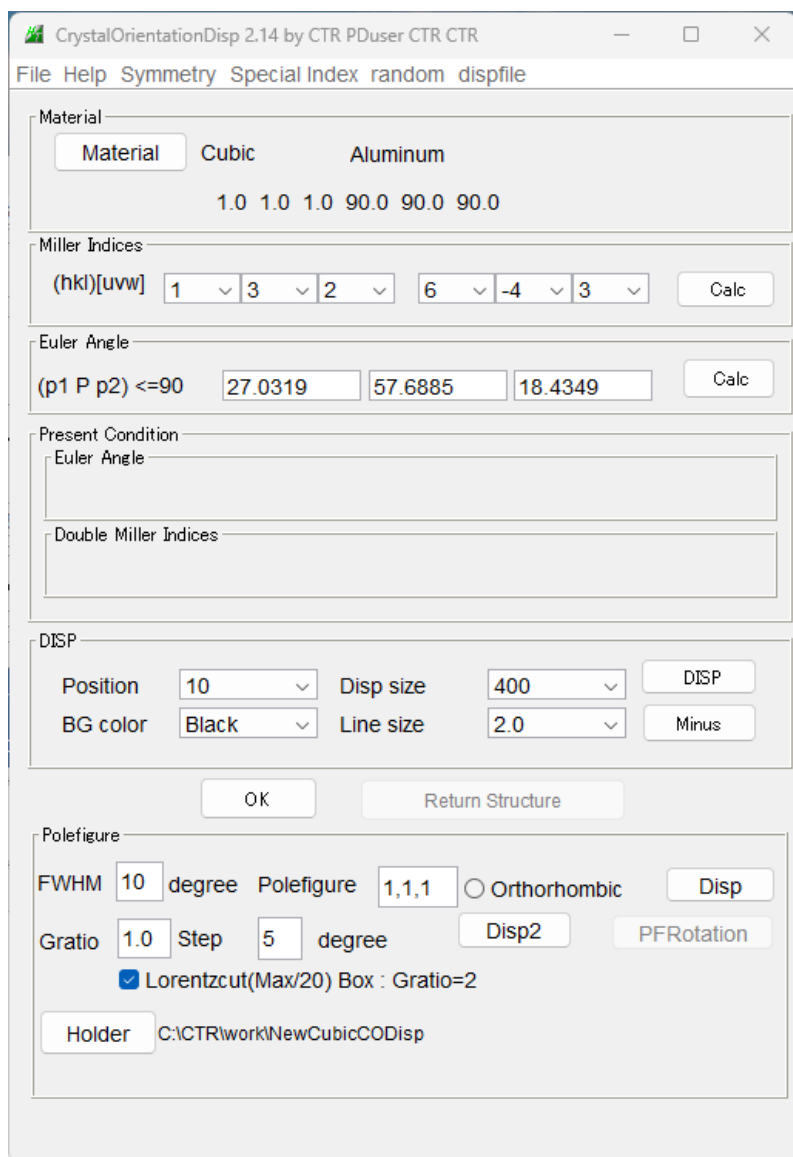 CrystalOrientationDisp 2.14 by CTR PDuser CTR CTR
File Help Symmetry Special Index random dispfile
Material
Material Cubic Aluminum
1.0 1.0 1.0 90.0 90.0 90.0
Miller Indices
(hkl)[uvw] 1 3 2 6 -4 3 Calc
Euler Angle
(p1 P p2) <=90 27.0319 57.6885 18.4349 Calc
Present Condition
Euler Angle
Double Miller Indices
DISP
Position 10 Disp size 400 DISP
BG color Black Line size 2.0 Minus
OK Return Structure
Polefigure
FWHM 10 degree Polefigure 1,1,1 Orthorhombic Disp
Gratio 1.0 Step 5 degree Disp2 PFRotation
Lorentzcut(Max/20) Box : Gratio=2
Holder C:\CTR\work\NewCubicCODisp